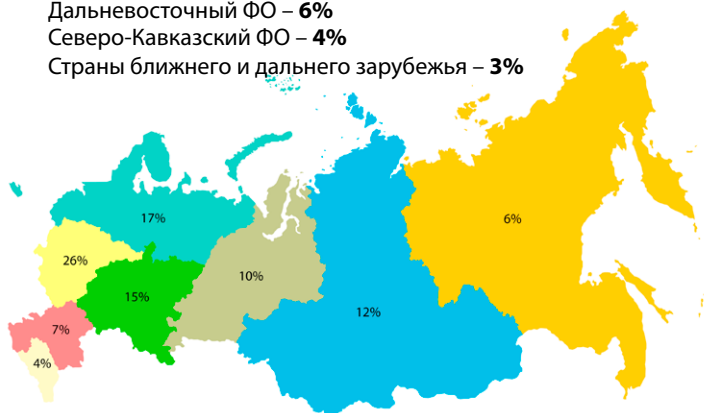 Дальневосточный ФО – 6%
Северо-Кавказский ФО – 4%
Страны ближнего и дальнего зарубежья – 3%
17%
6%
26%
10%
15%
12%
7%
4%